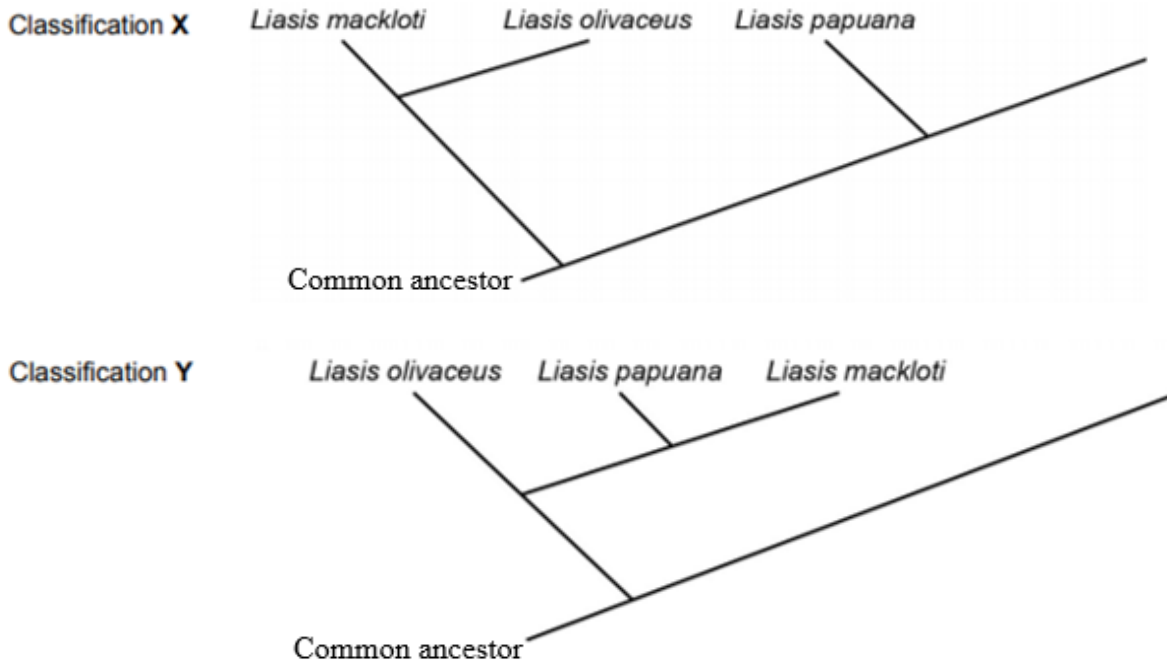 Classification X
Liasis mackloti Liasis olivaceus Liasis papuana
Common ancestor
Classification Y
Liasis olivaceus Liasis papuana Liasis mackloti
Common ancestor